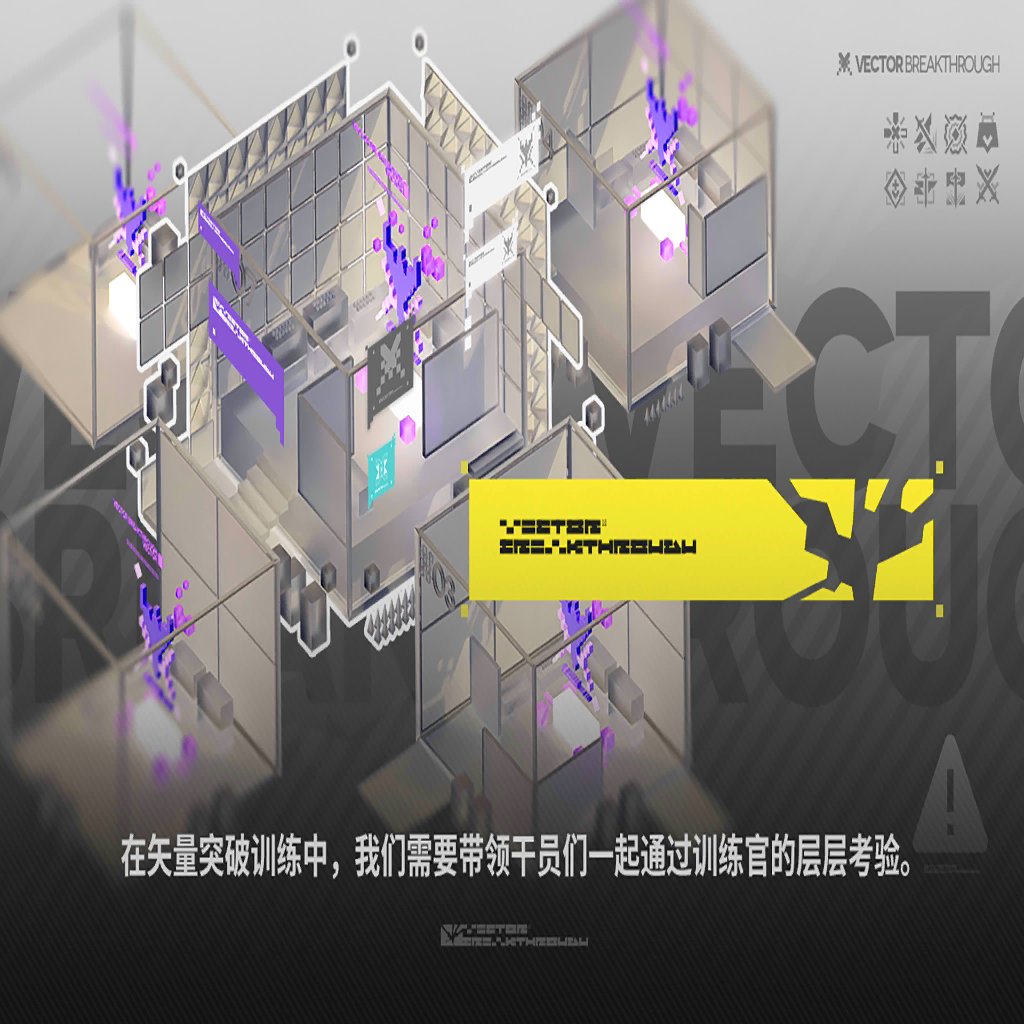 VECTOR BREAKTHROUGH
VECTOR
BREAKTHROUGH
在矢量突破训练中，我们需要带领干员们一起通过训练官的层层考验。
VECTOR
BREAKTHROUGH